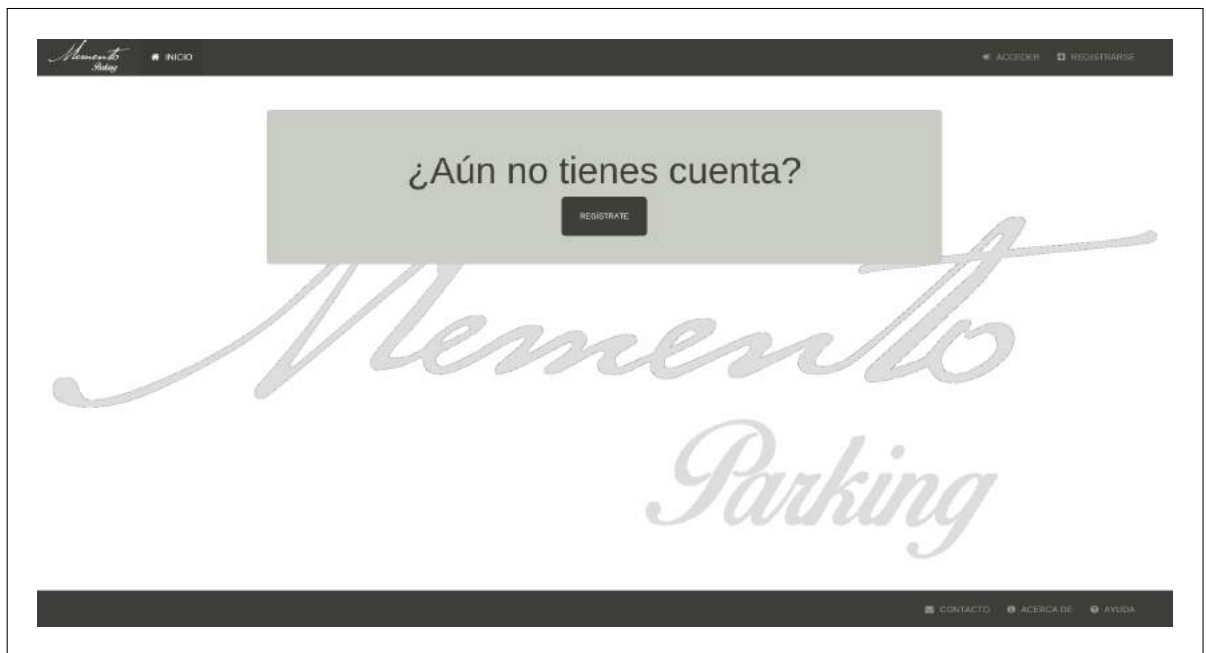 Memento Parking INICIO ACCEDER REGISTRARSE
¿Aún no tienes cuenta?
REGÍSTRATE
Memento
Parking
CONTACTO ACERCA DE AYUDA